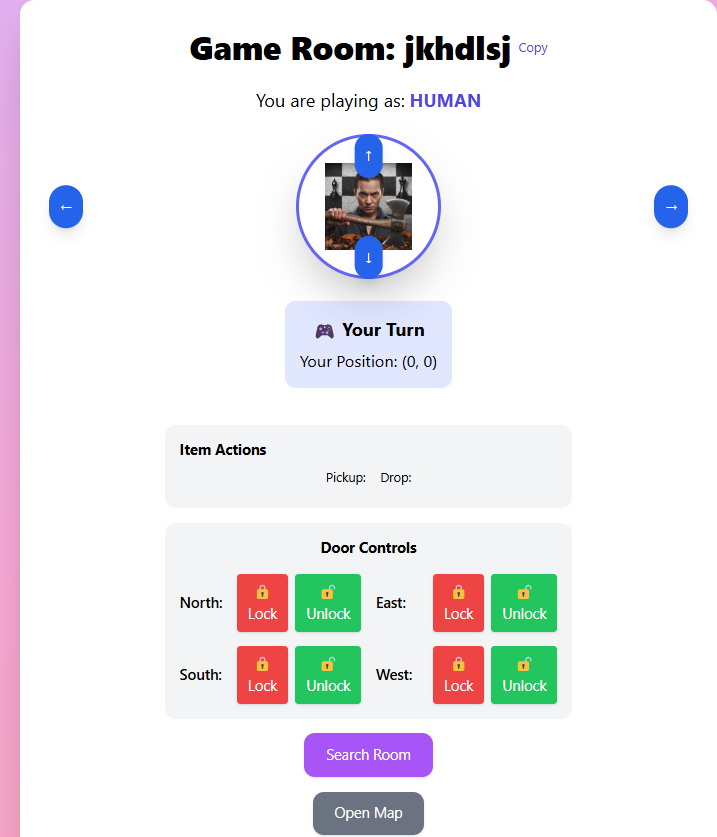 Game Room: jkhdlsj Copy
You are playing as: HUMAN
↑
← →
↓
🎮 Your Turn
Your Position: (0, 0)
Item Actions
Pickup: Drop:
Door Controls
North: 🔒 Lock 🔓 Unlock East: 🔒 Lock 🔓 Unlock
South: 🔒 Lock 🔓 Unlock West: 🔒 Lock 🔓 Unlock
Search Room
Open Map